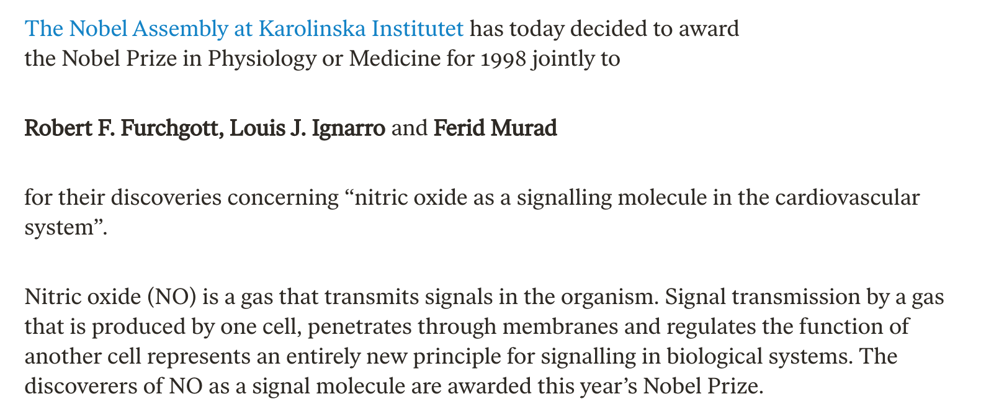 The Nobel Assembly at Karolinska Institutet has today decided to award
the Nobel Prize in Physiology or Medicine for 1998 jointly to
Robert F. Furchgott, Louis J. Ignarro and Ferid Murad
for their discoveries concerning “nitric oxide as a signalling molecule in the cardiovascular
system”.
Nitric oxide (NO) is a gas that transmits signals in the organism. Signal transmission by a gas
that is produced by one cell, penetrates through membranes and regulates the function of
another cell represents an entirely new principle for signalling in biological systems. The
discoverers of NO as a signal molecule are awarded this year’s Nobel Prize.